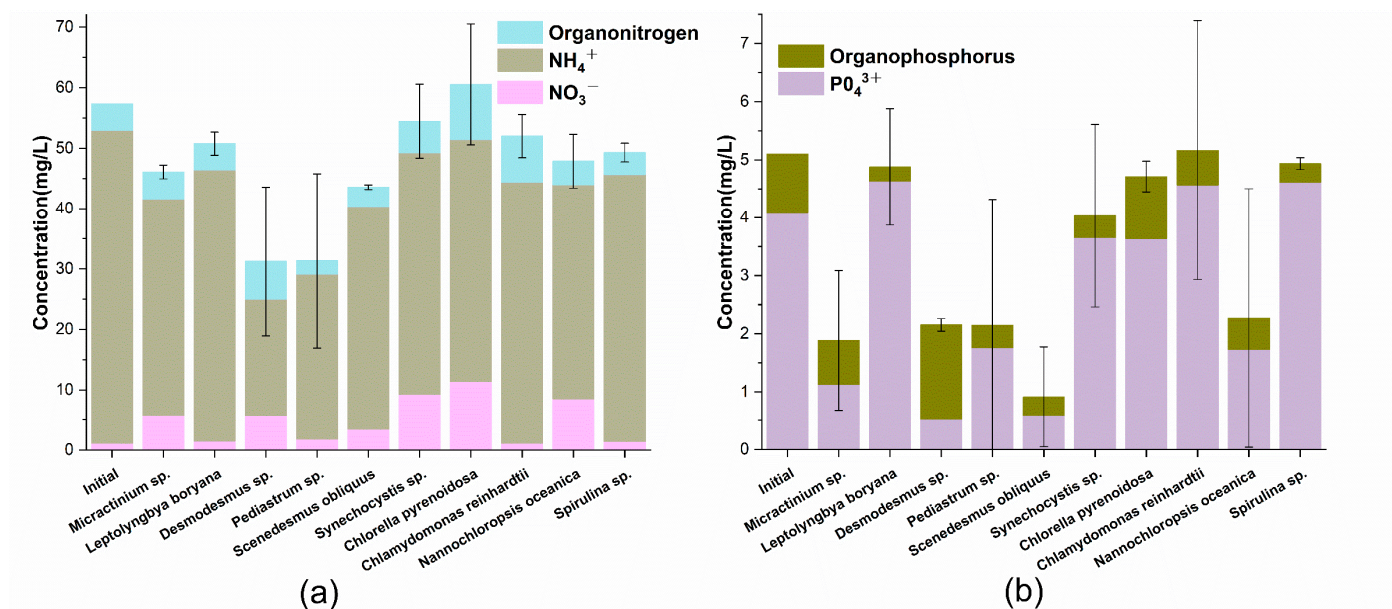 70
60
50
40
30
20
10
0
Concentration(mg/L)
Organonitrogen
NH₄⁺
NO₃⁻
Initial
Micractinium sp.
Leptolyngbya boryana
Desmodesmus sp.
Pediastrum sp.
Scenedesmus obliquus
Synechocystis sp.
Chlorella pyrenoidosa
Chlamydomonas reinhardtii
Nannochloropsis oceanica
Spirulina sp.
(a)
7
6
5
4
3
2
1
0
Concentration(mg/L)
Organophosphorus
P0₄³⁺
Initial
Micractinium sp.
Leptolyngbya boryana
Desmodesmus sp.
Pediastrum sp.
Scenedesmus obliquus
Synechocystis sp.
Chlorella pyrenoidosa
Chlamydomonas reinhardtii
Nannochloropsis oceanica
Spirulina sp.
(b)